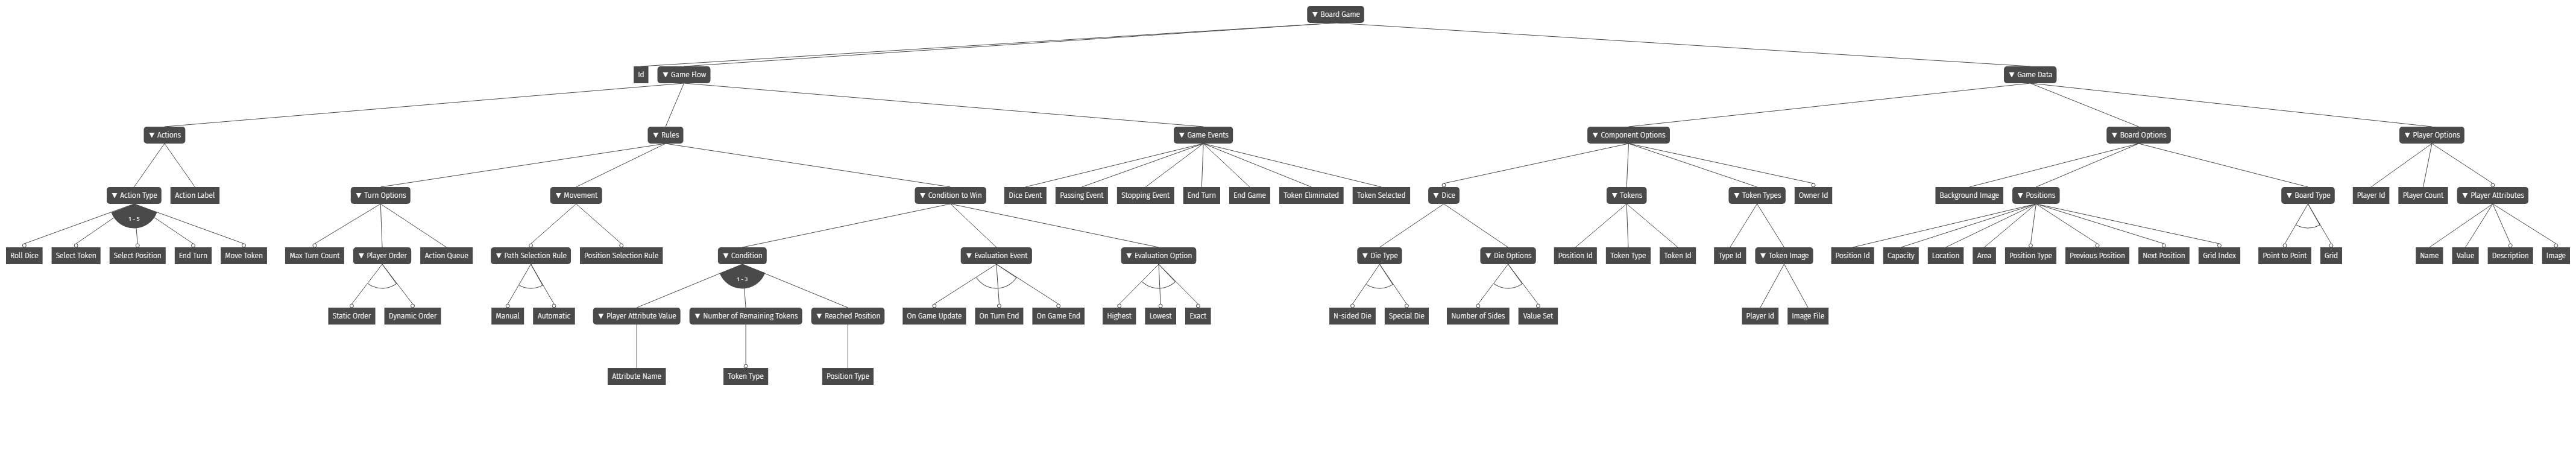 ▼ Board Game
Id
▼ Game Flow
▼ Game Data
▼ Actions
▼ Rules
▼ Game Events
▼ Component Options
▼ Board Options
▼ Player Options
▼ Action Type
Action Label
▼ Turn Options
▼ Movement
▼ Condition to Win
Dice Event
Passing Event
Stopping Event
End Turn
End Game
Token Eliminated
Token Selected
▼ Dice
▼ Tokens
▼ Token Types
Owner Id
Background Image
▼ Positions
▼ Board Type
Player Id
Player Count
▼ Player Attributes
1 - 5
Roll Dice
Select Token
Select Position
End Turn
Move Token
Max Turn Count
▼ Player Order
Action Queue
▼ Path Selection Rule
Position Selection Rule
▼ Condition
▼ Evaluation Event
▼ Evaluation Option
▼ Die Type
▼ Die Options
Position Id
Token Type
Token Id
Type Id
▼ Token Image
Position Id
Capacity
Location
Area
Position Type
Previous Position
Next Position
Grid Index
Point to Point
Grid
Name
Value
Description
Image
1 - 3
Static Order
Dynamic Order
Manual
Automatic
▼ Player Attribute Value
▼ Number of Remaining Tokens
▼ Reached Position
On Game Update
On Turn End
On Game End
Highest
Lowest
Exact
N-sided Die
Special Die
Number of Sides
Value Set
Player Id
Image File
Attribute Name
Token Type
Position Type